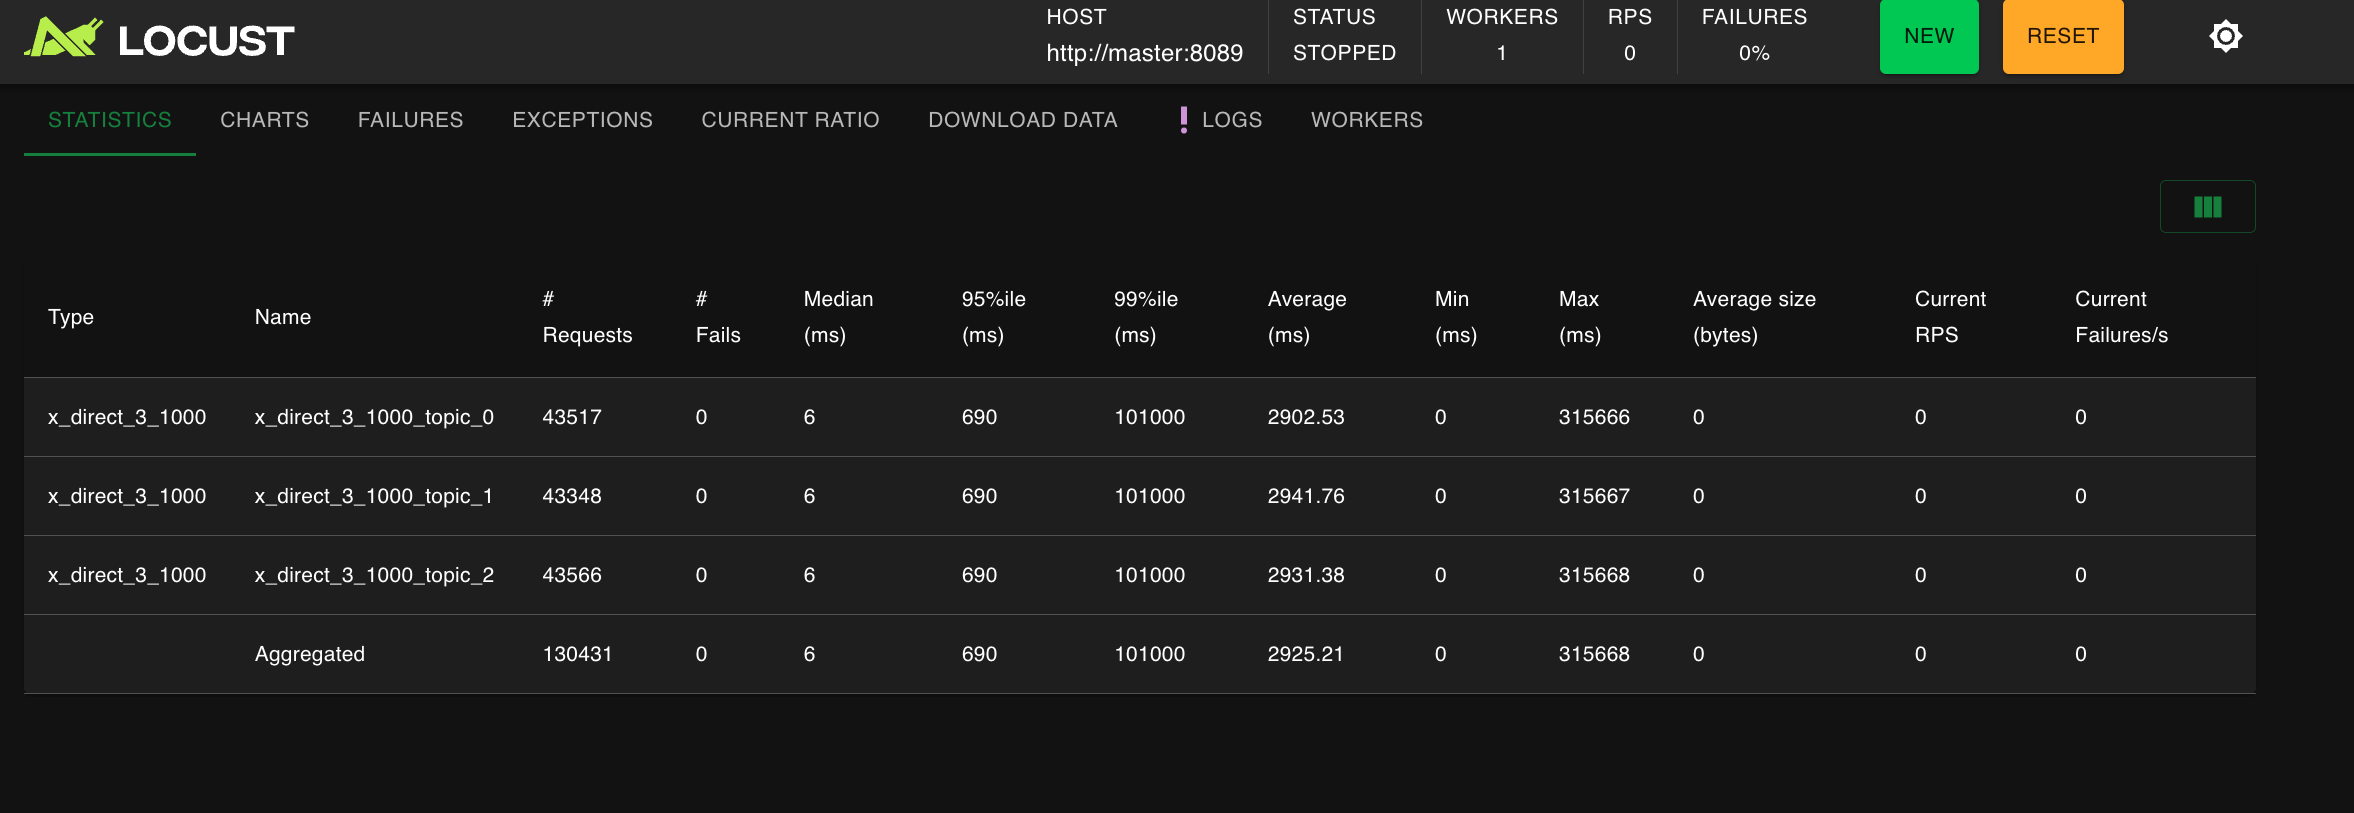 LOCUST
HOST
http://master:8089
STATUS
STOPPED
WORKERS
1
RPS
0
FAILURES
0%
NEW
RESET
STATISTICS CHARTS FAILURES EXCEPTIONS CURRENT RATIO DOWNLOAD DATA ❗ LOGS WORKERS
Type Name # Requests # Fails Median (ms) 95%ile (ms) 99%ile (ms) Average (ms) Min (ms) Max (ms) Average size (bytes) Current RPS Current Failures/s
x_direct_3_1000 x_direct_3_1000_topic_0 43517 0 6 690 101000 2902.53 0 315666 0 0 0
x_direct_3_1000 x_direct_3_1000_topic_1 43348 0 6 690 101000 2941.76 0 315667 0 0 0
x_direct_3_1000 x_direct_3_1000_topic_2 43566 0 6 690 101000 2931.38 0 315668 0 0 0
Aggregated 130431 0 6 690 101000 2925.21 0 315668 0 0 0